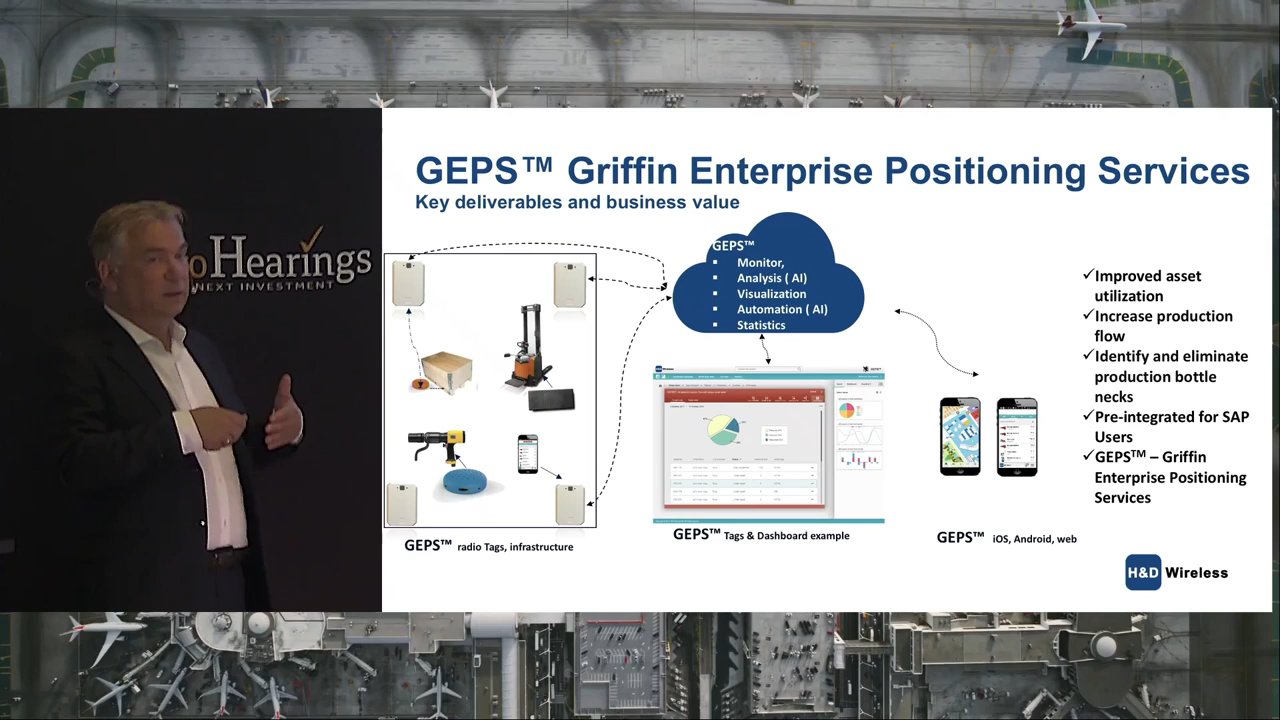 GEPS™ Griffin Enterprise Positioning Services
Key deliverables and business value
oHearings
NEXT INVESTMENT
GEPS™
▪ Monitor,
▪ Analysis ( AI)
▪ Visualization
▪ Automation ( AI)
▪ Statistics
✓Improved asset
utilization
✓Increase production
flow
✓Identify and eliminate
production bottle
necks
✓Pre-integrated for SAP
Users
✓GEPS™ – Griffin
Enterprise Positioning
Services
GEPS™ radio Tags, infrastructure
GEPS™ Tags & Dashboard example
GEPS™ iOS, Android, web
H&D Wireless